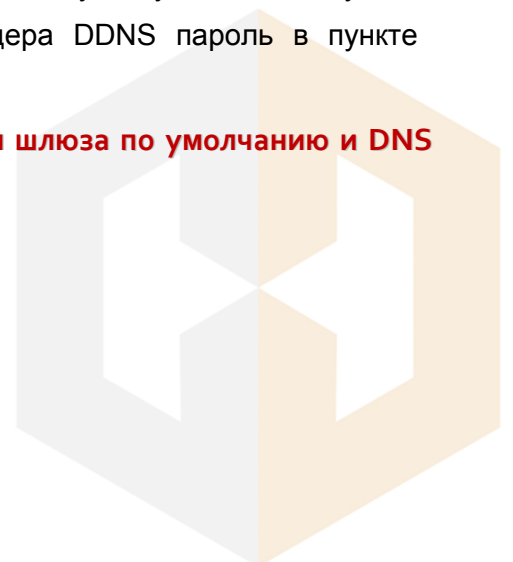 дера DDNS пароль в пункте
шлюза по умолчанию и DNS